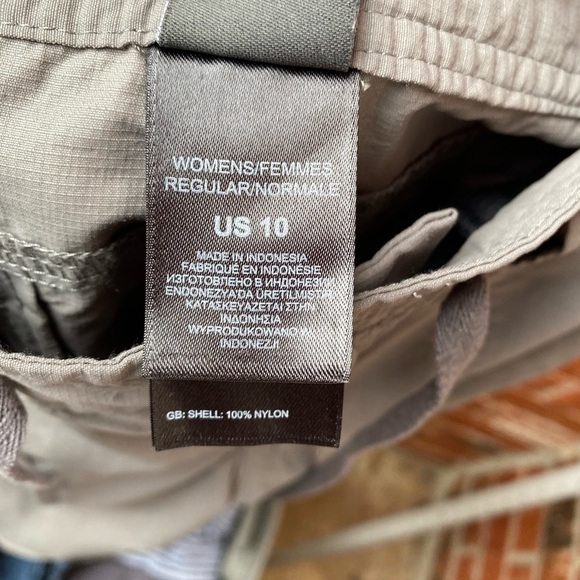 WOMENS/FEMMES
REGULAR/NORMALE
US 10
MADE IN INDONESIA
FABRIQUE EN INDONÉSIE
ИЗГОТОВЛЕНО В ИНДОНЕЗИИ
ENDONEZYA'DA ÜRETILMIŞTIR
ΚΑΤΑΣΚΕΥΑΖΕΤΑΙ ΣΤΗΝ
ΙΝΔΟΝΗΣΙΑ
WYPRODUKOWANO W
INDONEZJI
GB: SHELL: 100% NYLON